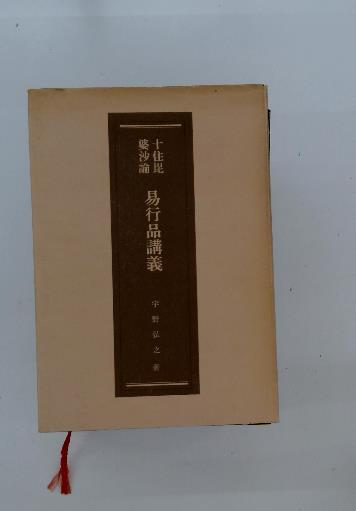 十住毘
婆沙論
易行品講義
宇野弘之著